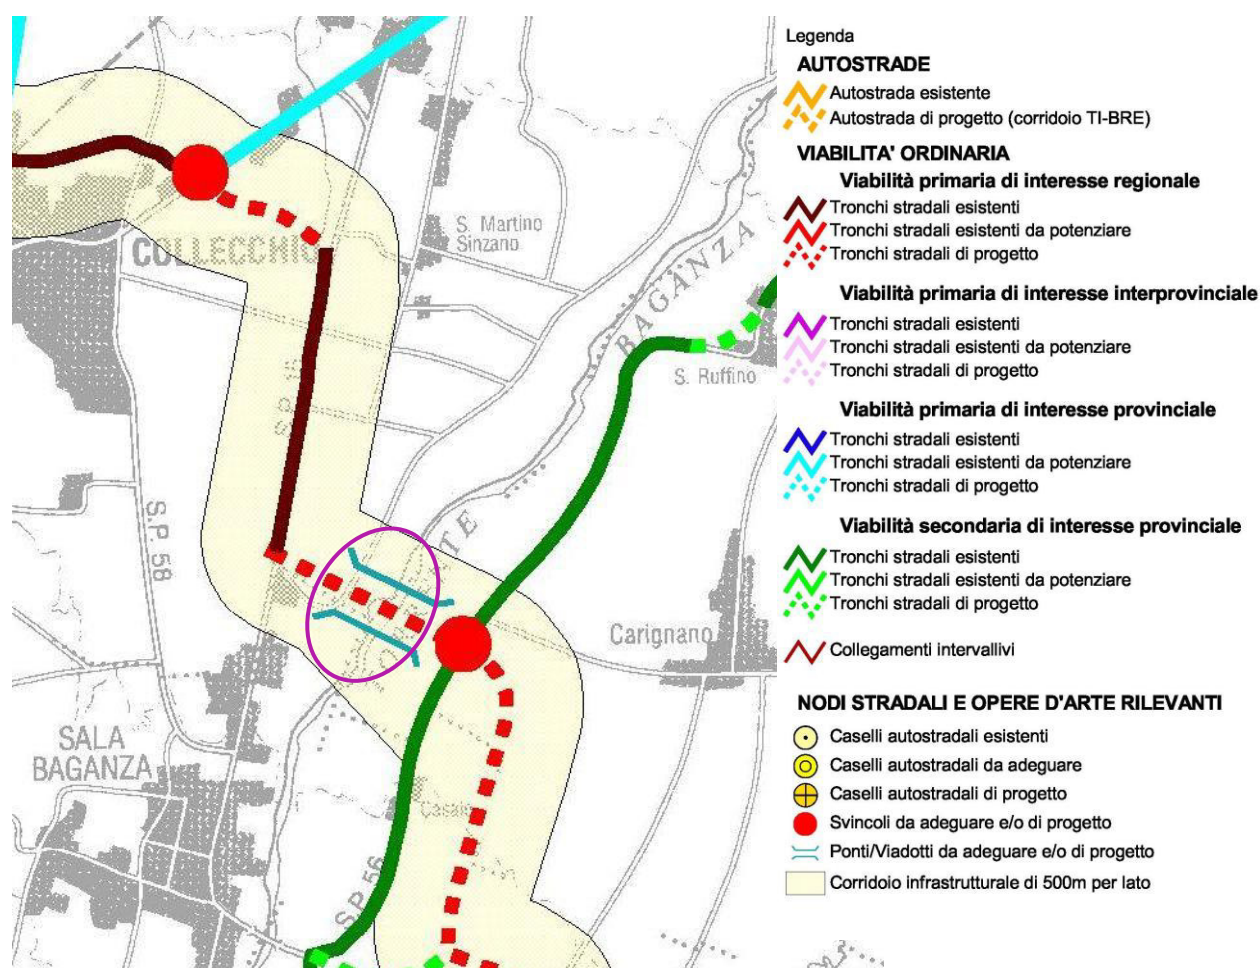 COLLECCHIO
S. Martino
Sinzano
BAGANZA
S. Ruffino
S.P. 58
Carignano
SALA
BAGANZA
S.P. 56
Legenda
AUTOSTRADE
Autostrada esistente
Autostrada di progetto (corridoio TI-BRE)
VIABILITA' ORDINARIA
Viabilità primaria di interesse regionale
Tronchi stradali esistenti
Tronchi stradali esistenti da potenziare
Tronchi stradali di progetto
Viabilità primaria di interesse interprovinciale
Tronchi stradali esistenti
Tronchi stradali esistenti da potenziare
Tronchi stradali di progetto
Viabilità primaria di interesse provinciale
Tronchi stradali esistenti
Tronchi stradali esistenti da potenziare
Tronchi stradali di progetto
Viabilità secondaria di interesse provinciale
Tronchi stradali esistenti
Tronchi stradali esistenti da potenziare
Tronchi stradali di progetto
Collegamenti intervallivi
NODI STRADALI E OPERE D'ARTE RILEVANTI
Caselli autostradali esistenti
Caselli autostradali da adeguare
Caselli autostradali di progetto
Svincoli da adeguare e/o di progetto
Ponti/Viadotti da adeguare e/o di progetto
Corridoio infrastrutturale di 500m per lato